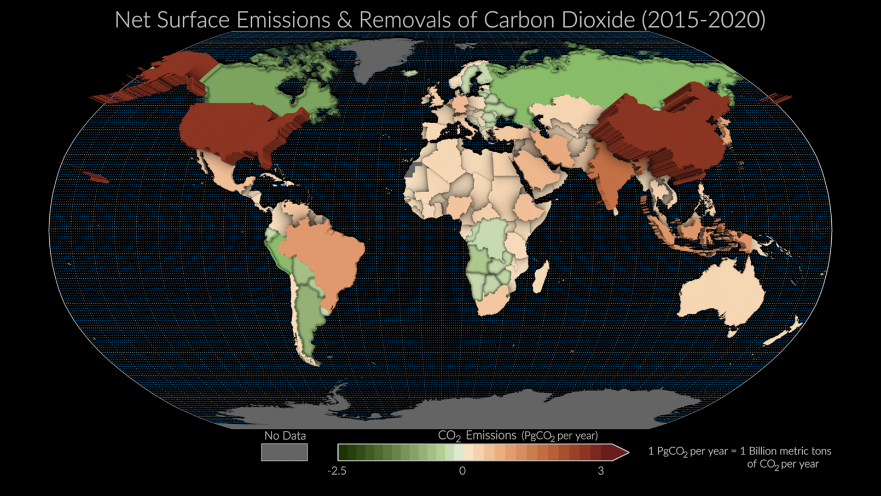 Net Surface Emissions & Removals of Carbon Dioxide (2015-2020)
No Data
CO₂ Emissions (PgCO₂ per year)
-2.5 0 3
1 PgCO₂ per year = 1 Billion metric tons
of CO₂ per year